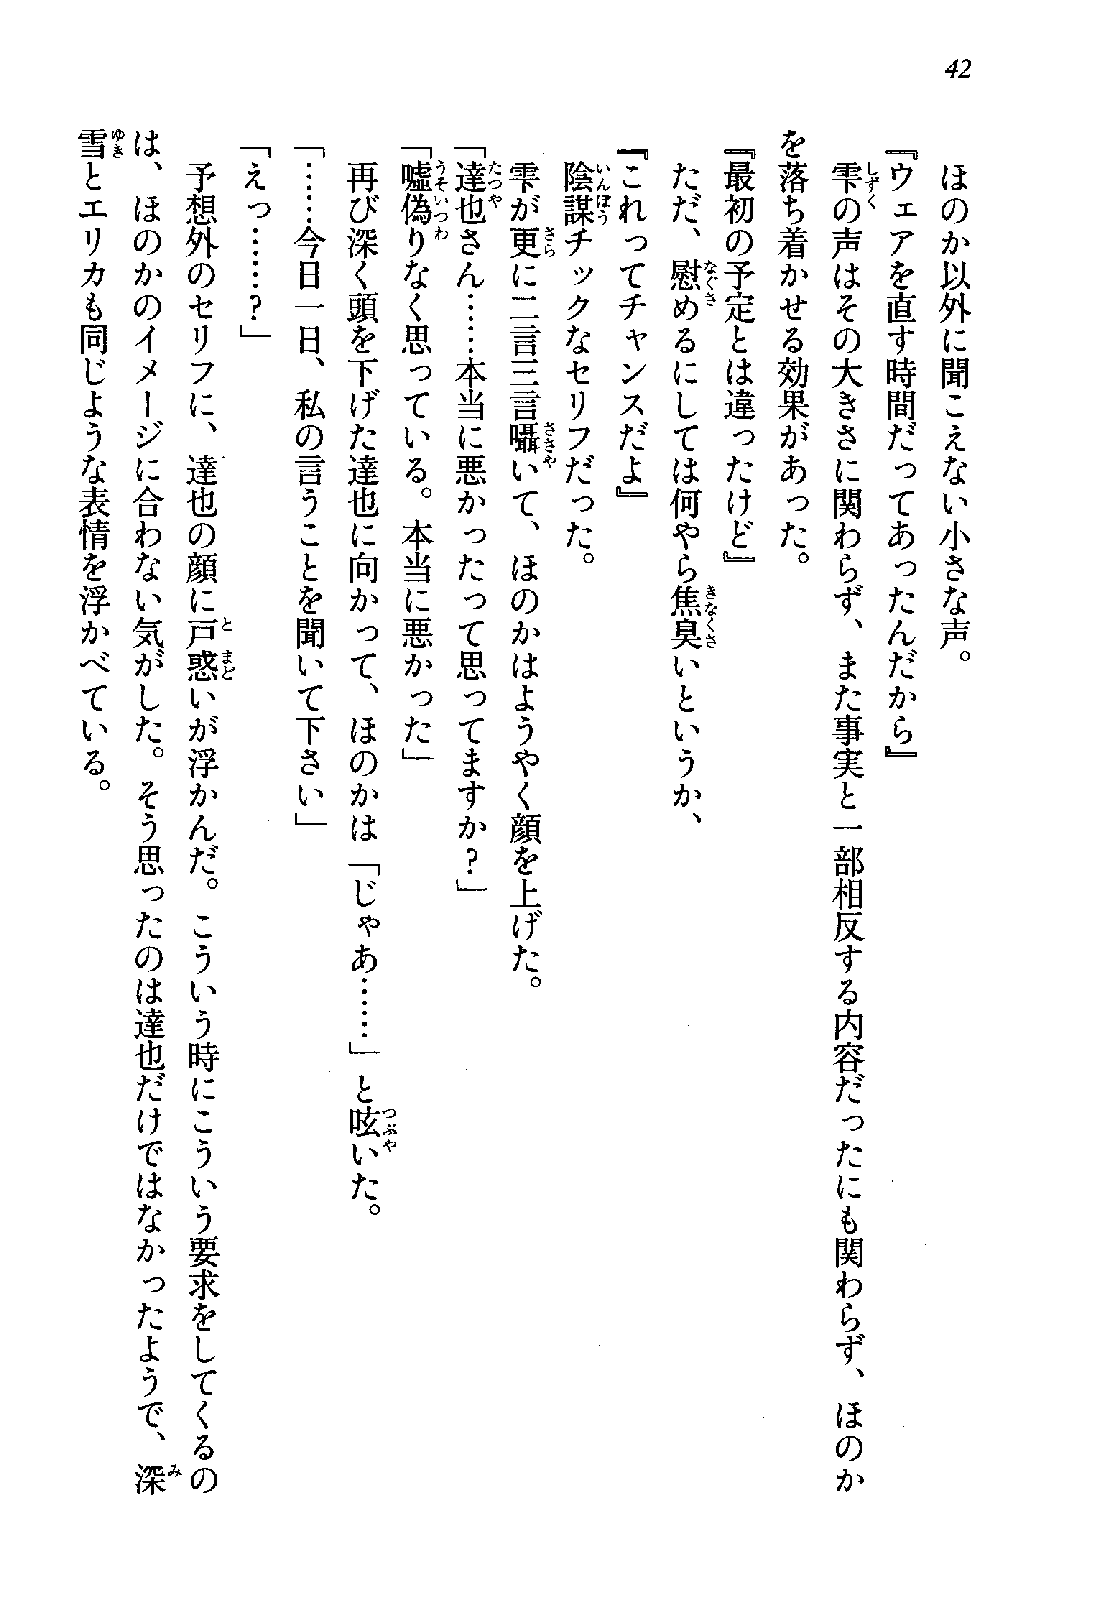 42
ほのか以外に聞こえない小さな声。
『ウェアを直す時間だってあったんだから』
雫の声はその大きさに関わらず、また事実と一部相反する内容だったにも関わらず、ほのか
を落ち着かせる効果があった。
『最初の予定とは違ったけど』
ただ、慰めるにしては何やら焦臭いというか、
『これってチャンスだよ』
陰謀チックなセリフだった。
雫が更に二言三言囁いて、ほのかはようやく顔を上げた。
「達也さん……本当に悪かったって思ってますか？」
「嘘偽りなく思っている。本当に悪かった」
再び深く頭を下げた達也に向かって、ほのかは「じゃあ……」と呟いた。
「……今日一日、私の言うことを聞いて下さい」
「えっ……？」
予想外のセリフに、達也の顔に戸惑いが浮かんだ。こういう時にこういう要求をしてくるの
は、ほのかのイメージに合わない気がした。そう思ったのは達也だけではなかったようで、深
雪とエリカも同じような表情を浮かべている。